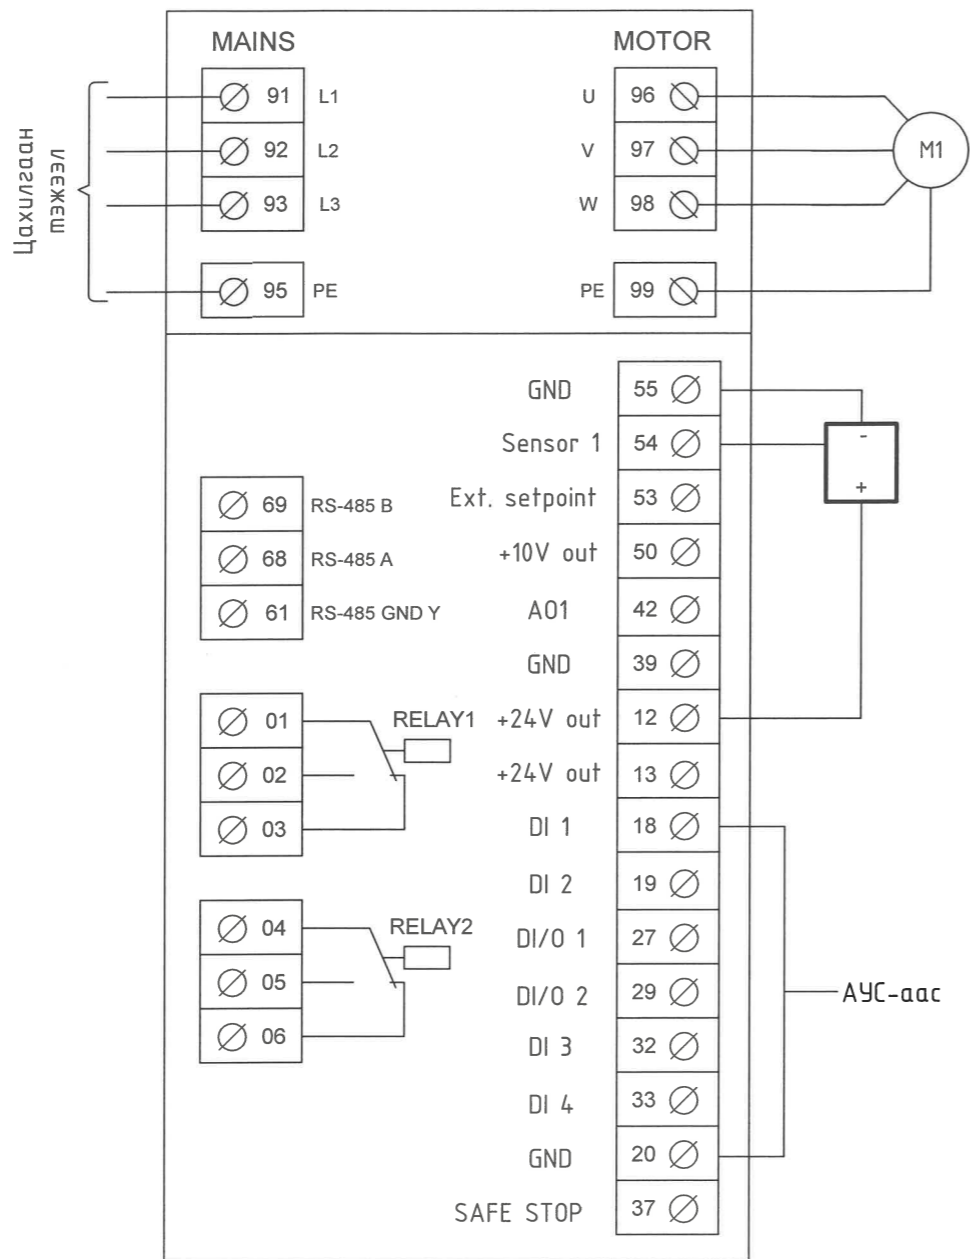 MAINS
MOTOR
91 L1
92 L2
93 L3
95 PE
U 96
V 97
W 98
PE 99
M1
Цахилгаан
тэжээл
GND 55
Sensor 1 54
Ext. setpoint 53
+10V out 50
AO1 42
GND 39
+24V out 12
+24V out 13
DI 1 18
DI 2 19
DI/O 1 27
DI/O 2 29
DI 3 32
DI 4 33
GND 20
SAFE STOP 37
-
+
69 RS-485 B
68 RS-485 A
61 RS-485 GND Y
01
02
03
RELAY1
04
05
06
RELAY2
АУС-аас